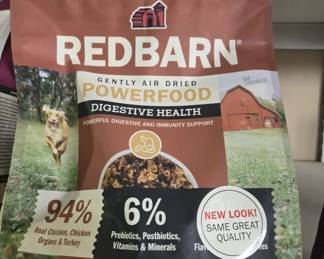 REDBARN®
GENTLY AIR DRIED
POWERFOOD
DIGESTIVE HEALTH
POWERFUL DIGESTIVE AND IMMUNITY SUPPORT
94%
Real Chicken, Chicken
Organs & Turkey
6%
Prebiotics, Postbiotics,
Vitamins & Minerals
NEW LOOK!
SAME GREAT
QUALITY